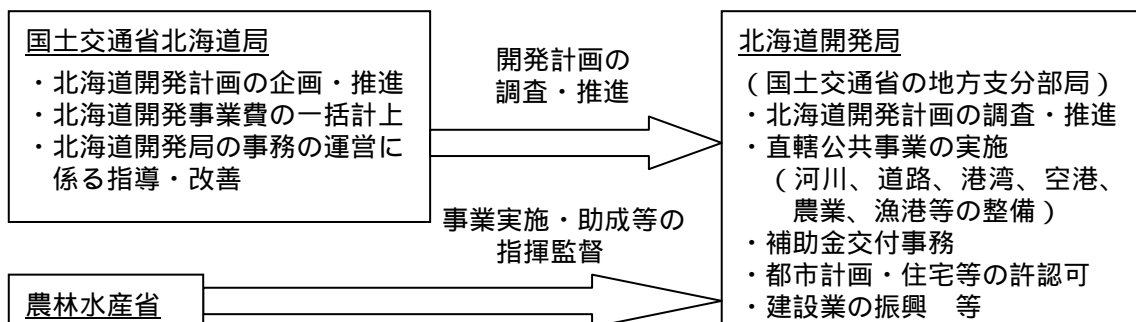 国土交通省北海道局
・北海道開発計画の企画・推進
・北海道開発事業費の一括計上
・北海道開発局の事務の運営に
係る指導・改善
開発計画の
調査・推進
事業実施・助成等の
指揮監督
農林水産省
北海道開発局
(国土交通省の地方支分部局)
・北海道開発計画の調査・推進
・直轄公共事業の実施
(河川、道路、港湾、空港、
農業、漁港等の整備)
・補助金交付事務
・都市計画・住宅等の許認可
・建設業の振興　等